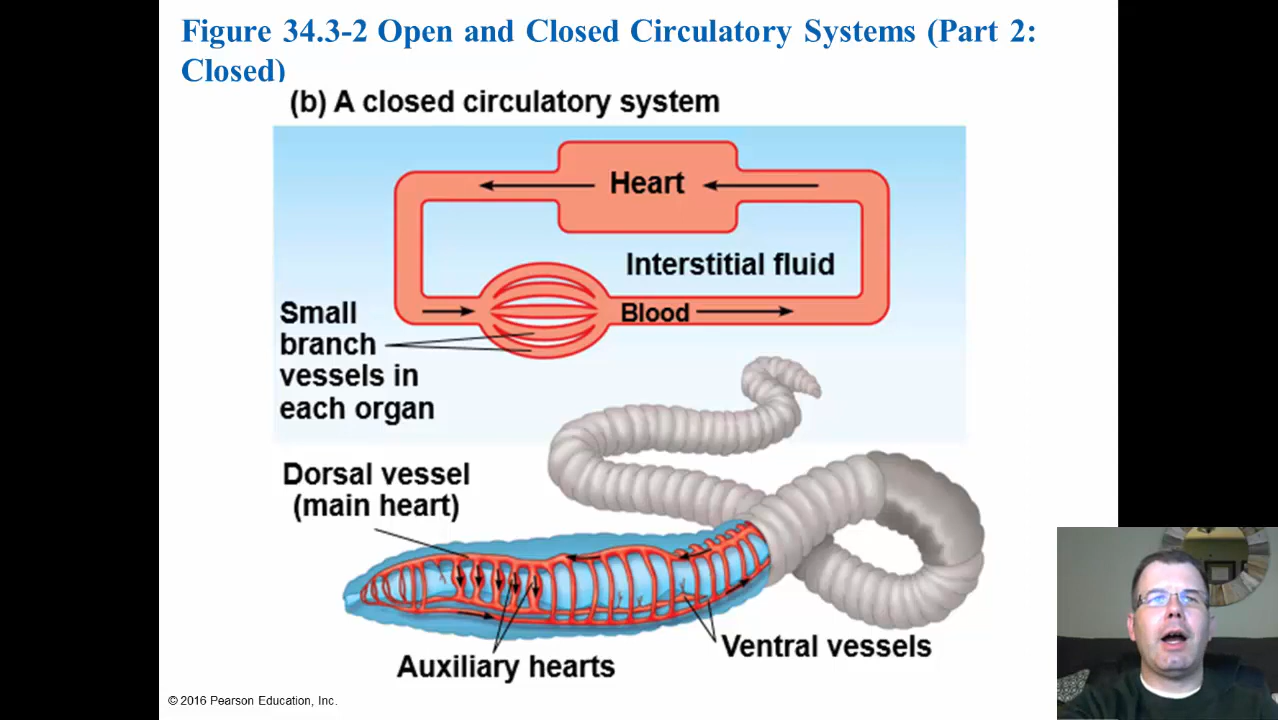 Figure 34.3-2 Open and Closed Circulatory Systems (Part 2:
Closed)
(b) A closed circulatory system
Heart
Interstitial fluid
Small
branch
vessels in
each organ
Blood
Dorsal vessel
(main heart)
Auxiliary hearts
Ventral vessels
© 2016 Pearson Education, Inc.